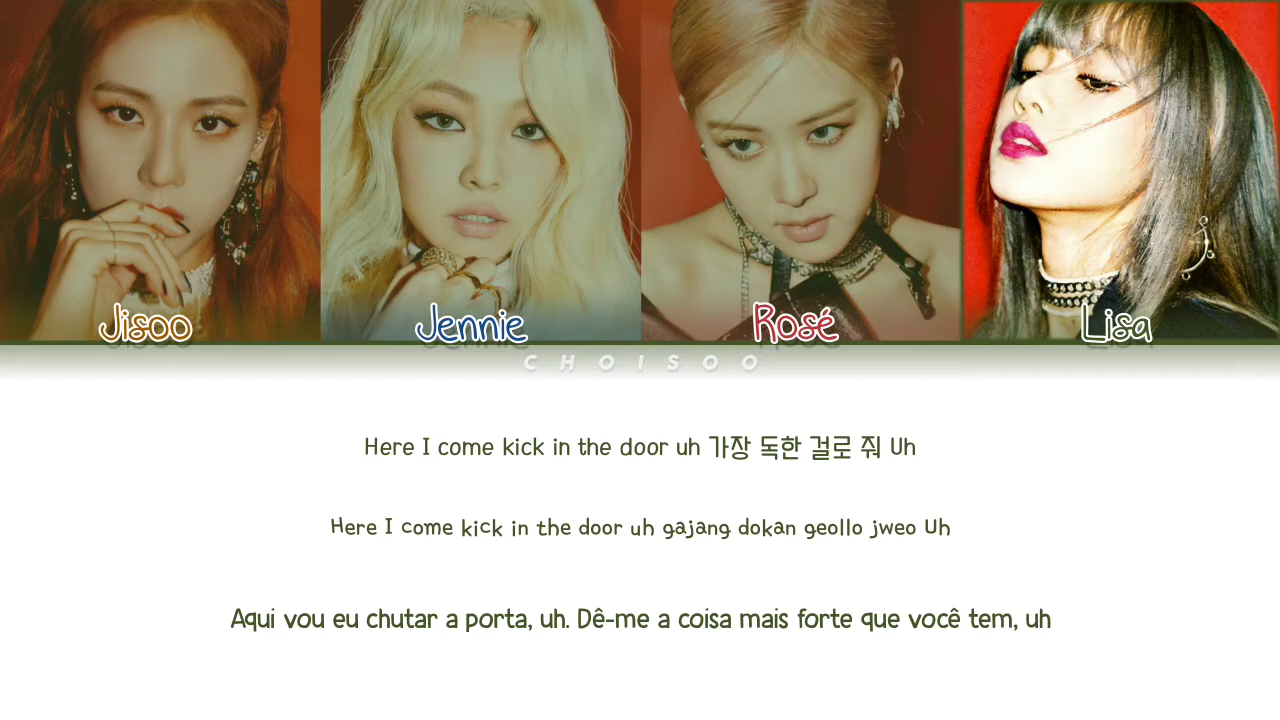 Jisoo Jennie Rosé Lisa
CHOISOO
Here I come kick in the door uh 가장 독한 걸로 줘 Uh
Here I come kick in the door uh gajang dokan geollo jweo Uh
Aqui vou eu chutar a porta, uh. Dê-me a coisa mais forte que você tem, uh